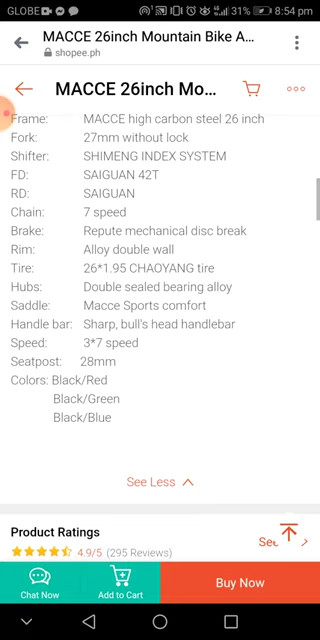 GLOBE 31% 8:54 pm
MACCE 26inch Mountain Bike A...
shopee.ph
MACCE 26inch Mo...
Frame: MACCE high carbon steel 26 inch
Fork: 27mm without lock
Shifter: SHIMENG INDEX SYSTEM
FD: SAIGUAN 42T
RD: SAIGUAN
Chain: 7 speed
Brake: Repute mechanical disc break
Rim: Alloy double wall
Tire: 26*1.95 CHAOYANG tire
Hubs: Double sealed bearing alloy
Saddle: Macce Sports comfort
Handle bar: Sharp, bull's head handlebar
Speed: 3*7 speed
Seatpost: 28mm
Colors: Black/Red
Black/Green
Black/Blue
See Less
Product Ratings
See
4.9/5 (295 Reviews)
Chat Now
Add to Cart
Buy Now